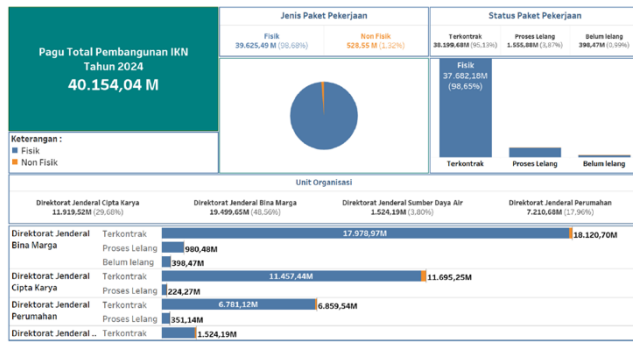 Pagu Total Pembangunan IKN
Tahun 2024
40.154,04 M
Keterangan :
Fisik
Non Fisik
Jenis Paket Pekerjaan
Fisik
39.625,49 M (98.68%)
Non Fisik
528,55 M (1,32%)
Status Paket Pekerjaan
Terkontrak
38.199,68M (95,13%)
Proses Lelang
1.555,88M (3,87%)
Belum lelang
398,47M (0,99%)
Fisik
37.682,18M
(98,65%)
Terkontrak
Proses Lelang
Belum lelang
Unit Organisasi
Direktorat Jenderal Cipta Karya
11.919,52M (29,68%)
Direktorat Jenderal Bina Marga
19.499,65M (48,56%)
Direktorat Jenderal Sumber Daya Air
1.524,19M (3,80%)
Direktorat Jenderal Perumahan
7.210,68M (17,96%)
Direktorat Jenderal
Bina Marga
Terkontrak 17.978,97M 18.120,70M
Proses Lelang 980,48M
Belum lelang 398,47M
Direktorat Jenderal
Cipta Karya
Terkontrak 11.457,44M 11.695,25M
Proses Lelang 224,27M
Direktorat Jenderal
Perumahan
Terkontrak 6.781,12M 6.859,54M
Proses Lelang 351,14M
Direktorat Jenderal .. Terkontrak 1.524,19M